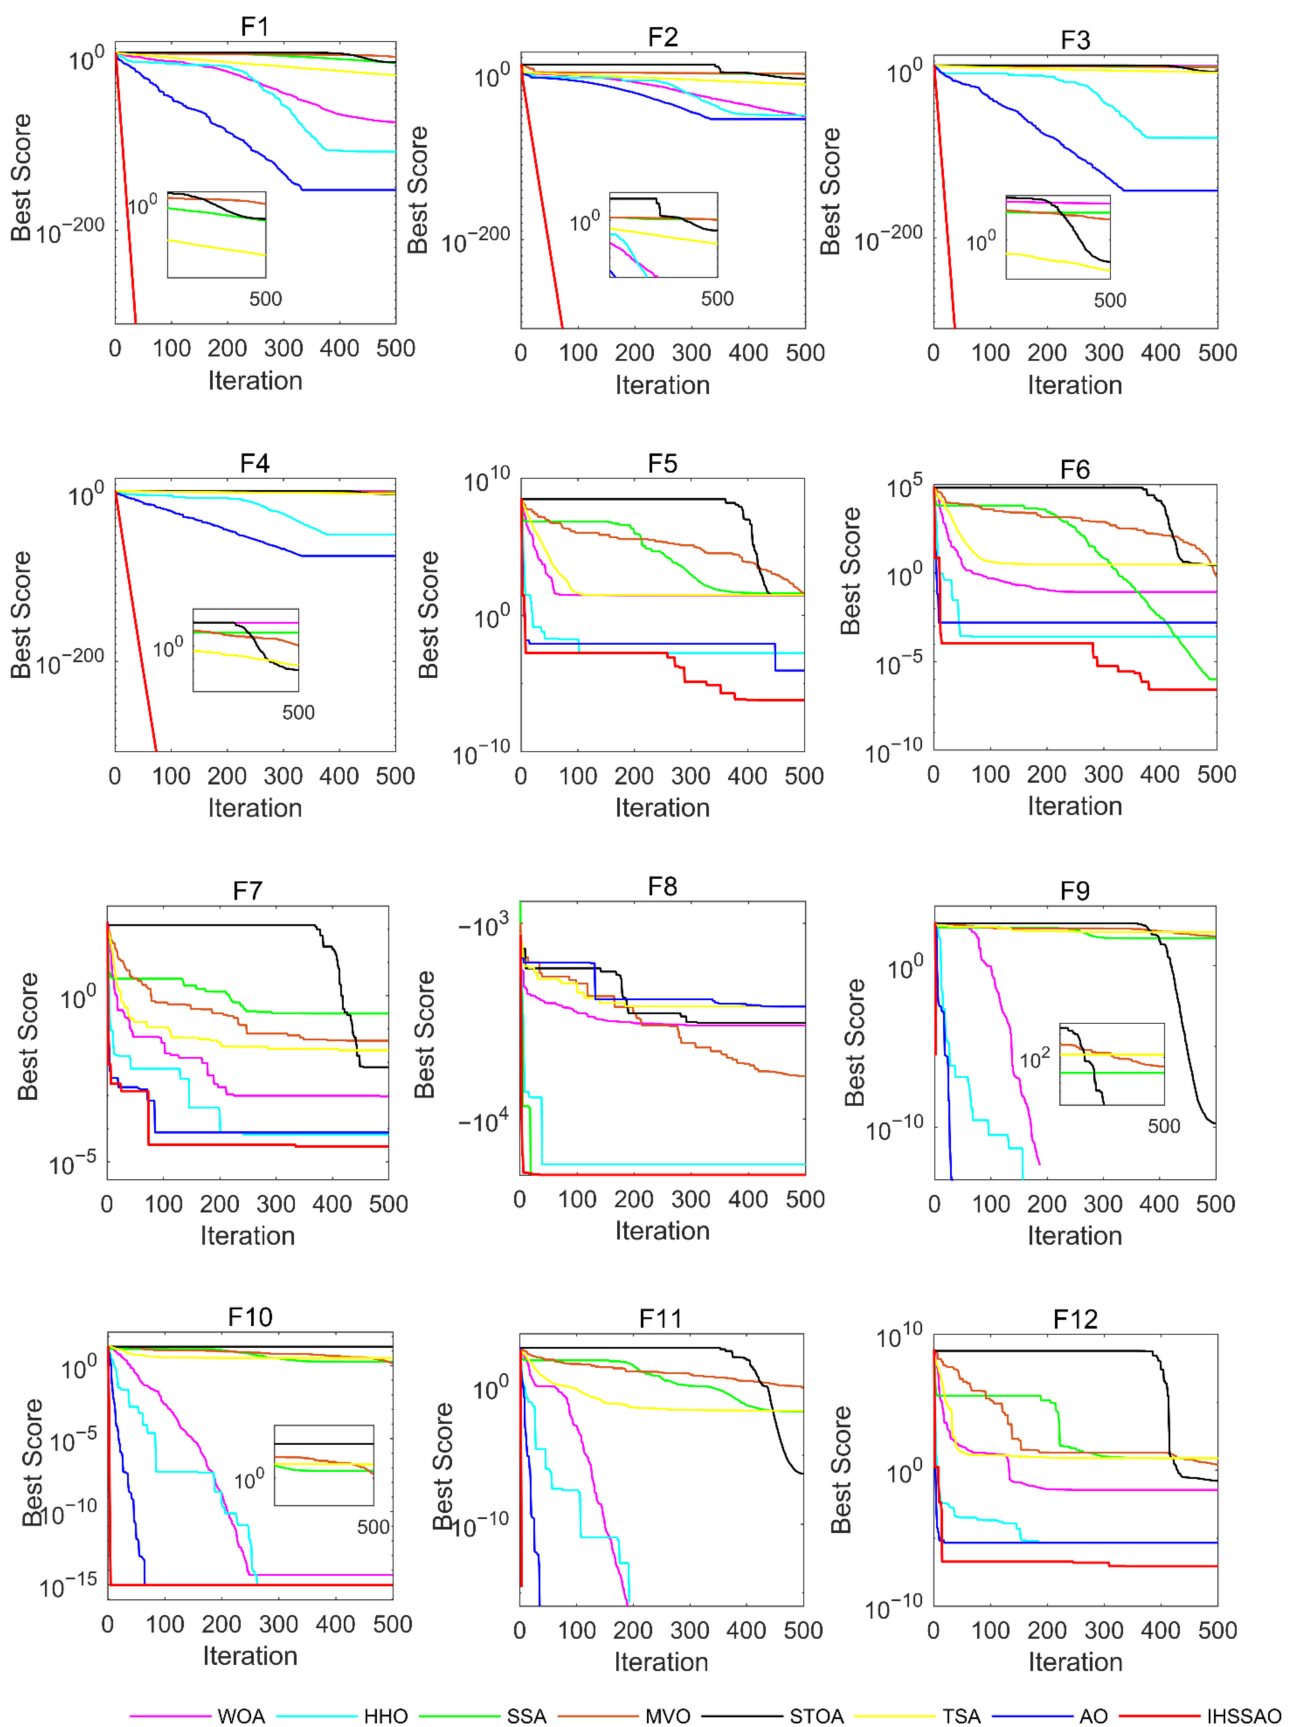 F1
10^0
10^−200
Best Score
10^0
500
0 100 200 300 400 500
Iteration
F2
10^0
10^−200
Best Score
10^0
500
0 100 200 300 400 500
Iteration
F3
10^0
10^−200
Best Score
10^0
500
0 100 200 300 400 500
Iteration
F4
10^0
10^−200
Best Score
10^0
500
0 100 200 300 400 500
Iteration
F5
10^10
10^0
10^−10
Best Score
0 100 200 300 400 500
Iteration
F6
10^5
10^0
10^−5
10^−10
Best Score
0 100 200 300 400 500
Iteration
F7
10^0
10^−5
Best Score
0 100 200 300 400 500
Iteration
F8
−10^3
−10^4
Best Score
0 100 200 300 400 500
Iteration
F9
10^0
10^−10
Best Score
10^2
500
0 100 200 300 400 500
Iteration
F10
10^0
10^−5
10^−10
10^−15
Best Score
10^0
500
0 100 200 300 400 500
Iteration
F11
10^0
10^−10
Best Score
0 100 200 300 400 500
Iteration
F12
10^10
10^0
10^−10
Best Score
0 100 200 300 400 500
Iteration
WOA HHO SSA MVO STOA TSA AO IHSSAO